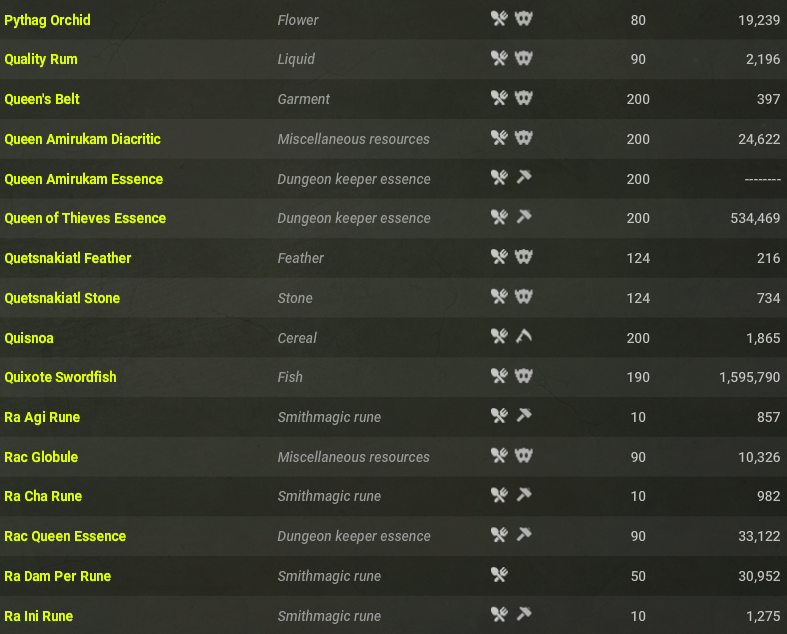 Pythag Orchid Flower 80 19,239
Quality Rum Liquid 90 2,196
Queen's Belt Garment 200 397
Queen Amirukam Diacritic Miscellaneous resources 200 24,622
Queen Amirukam Essence Dungeon keeper essence 200 --------
Queen of Thieves Essence Dungeon keeper essence 200 534,469
Quetsnakiatl Feather Feather 124 216
Quetsnakiatl Stone Stone 124 734
Quisnoa Cereal 200 1,865
Quixote Swordfish Fish 190 1,595,790
Ra Agi Rune Smithmagic rune 10 857
Rac Globule Miscellaneous resources 90 10,326
Ra Cha Rune Smithmagic rune 10 982
Rac Queen Essence Dungeon keeper essence 90 33,122
Ra Dam Per Rune Smithmagic rune 50 30,952
Ra Ini Rune Smithmagic rune 10 1,275